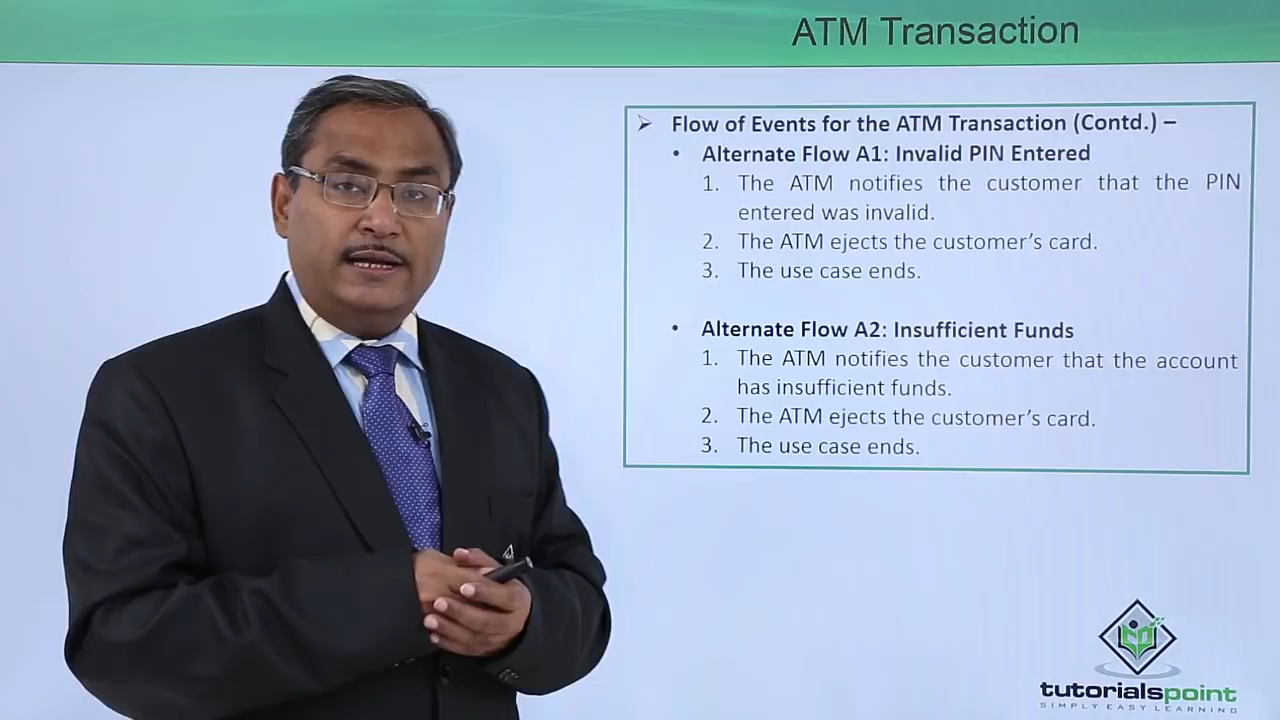 ATM Transaction
➢ Flow of Events for the ATM Transaction (Contd.) –
• Alternate Flow A1: Invalid PIN Entered
1. The ATM notifies the customer that the PIN
entered was invalid.
2. The ATM ejects the customer’s card.
3. The use case ends.
• Alternate Flow A2: Insufficient Funds
1. The ATM notifies the customer that the account
has insufficient funds.
2. The ATM ejects the customer’s card.
3. The use case ends.
tutorialspoint
SIMPLY EASY LEARNING